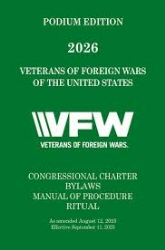 PODIUM EDITION
2026
VETERANS OF FOREIGN WARS
OF THE UNITED STATES
VFW
VETERANS OF FOREIGN WARS.
CONGRESSIONAL CHARTER
BYLAWS
MANUAL OF PROCEDURE
RITUAL
As amended August 12, 2025
Effective September 11, 2025